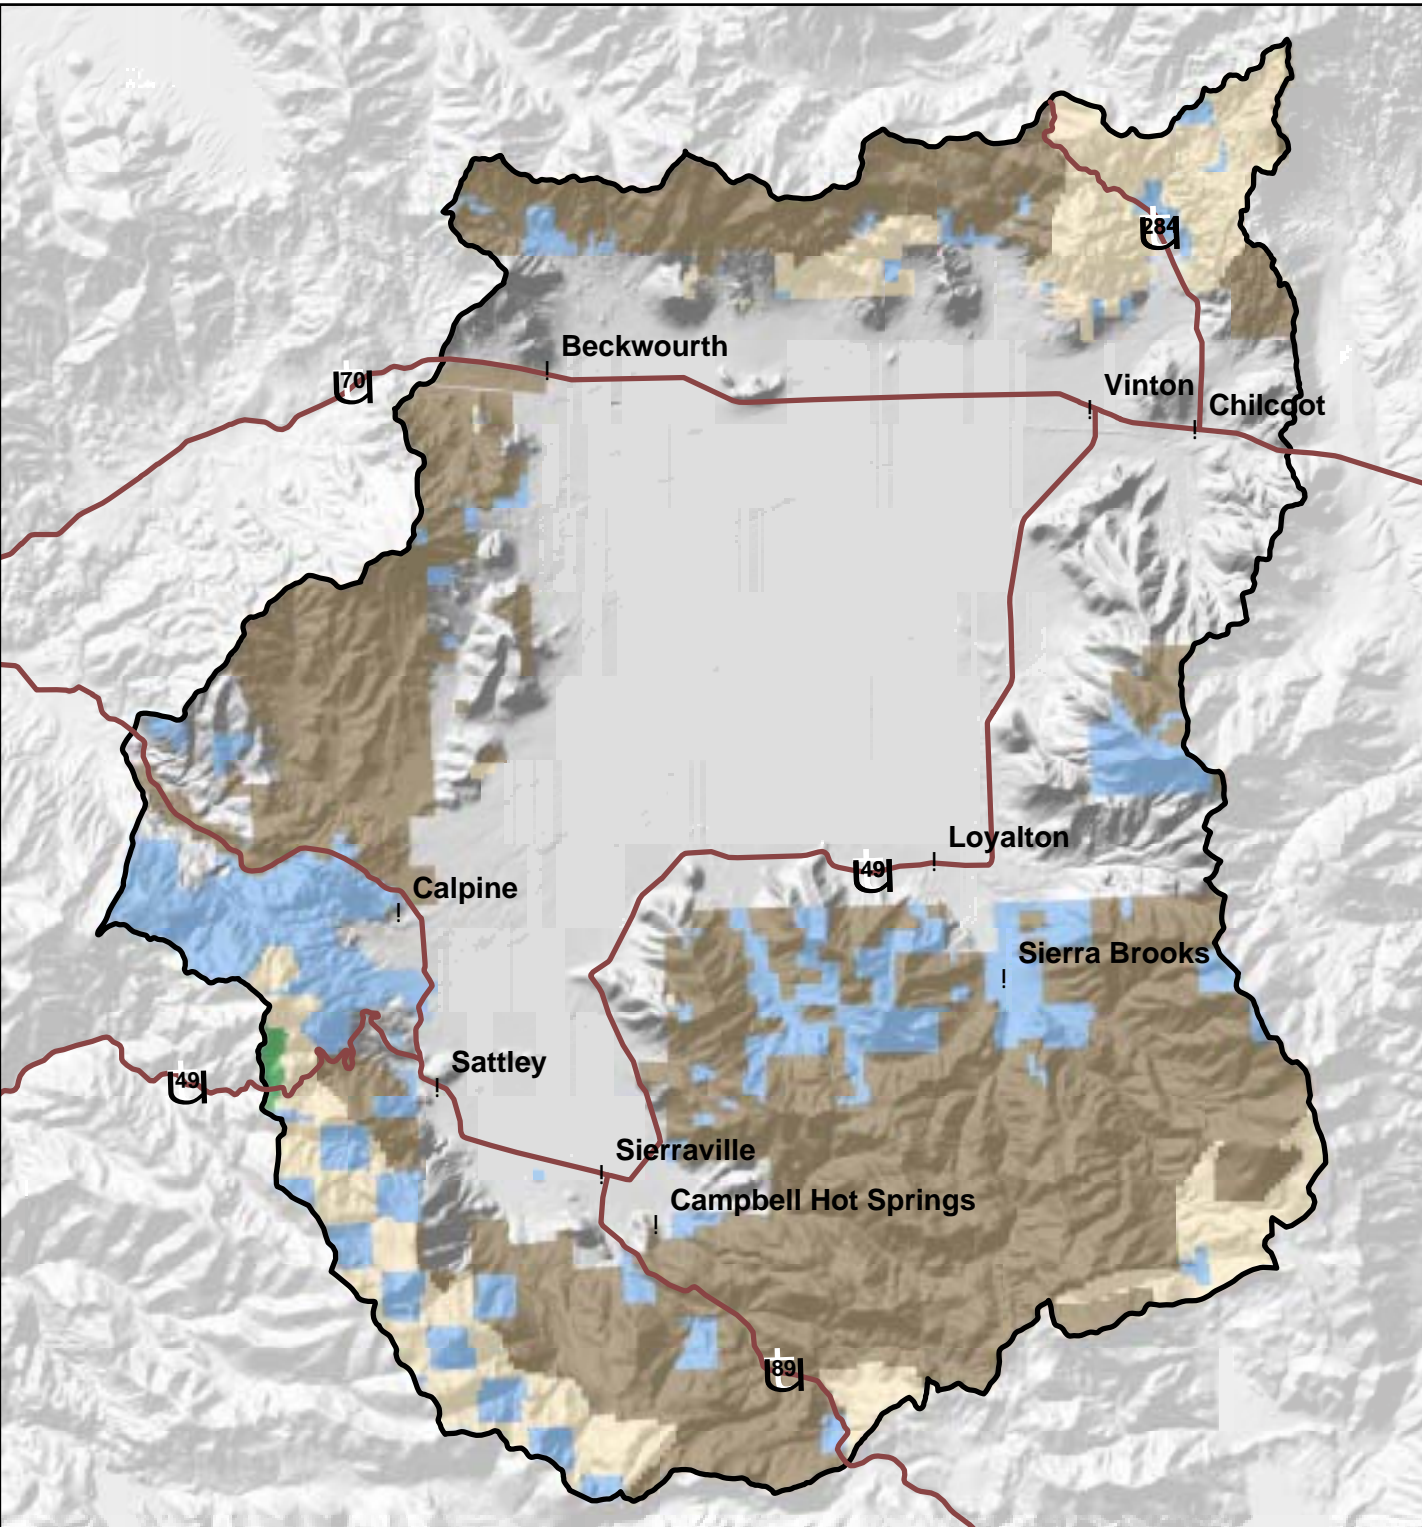 284
Beckwourth
70
Vinton
Chilcoot
Loyalton
49
Calpine
Sierra Brooks
Sattley
49
Sierraville
Campbell Hot Springs
89